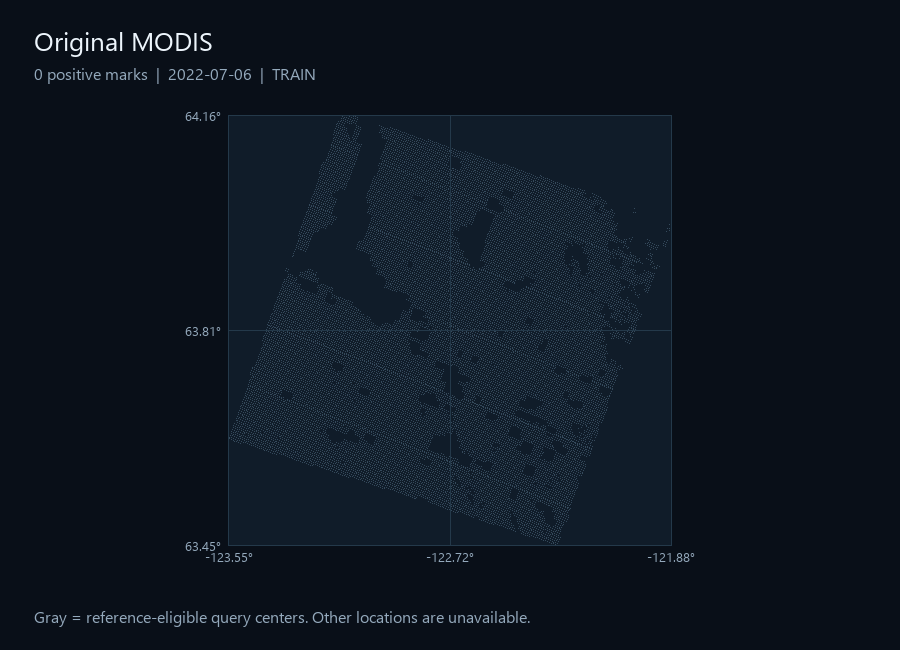 Original MODIS
0 positive marks | 2022-07-06 | TRAIN
64.16°
63.81°
63.45°
-123.55°
-122.72°
-121.88°
Gray = reference-eligible query centers. Other locations are unavailable.